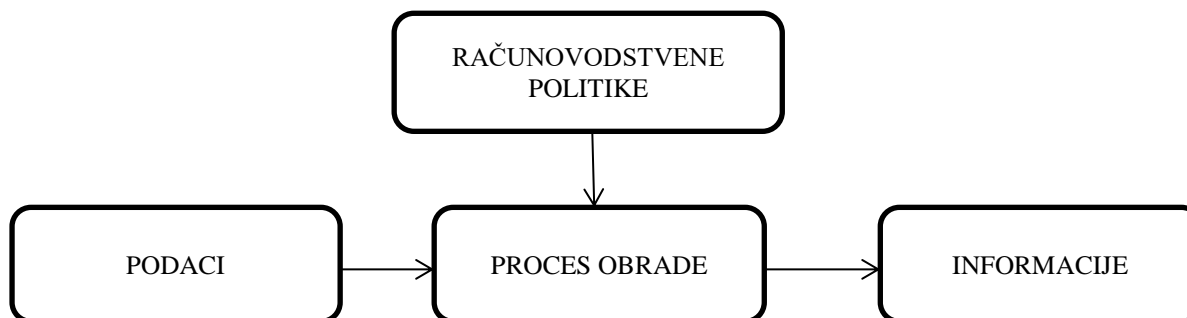 RAČUNOVODSTVENE
POLITIKE
PODACI
PROCES OBRADE
INFORMACIJE